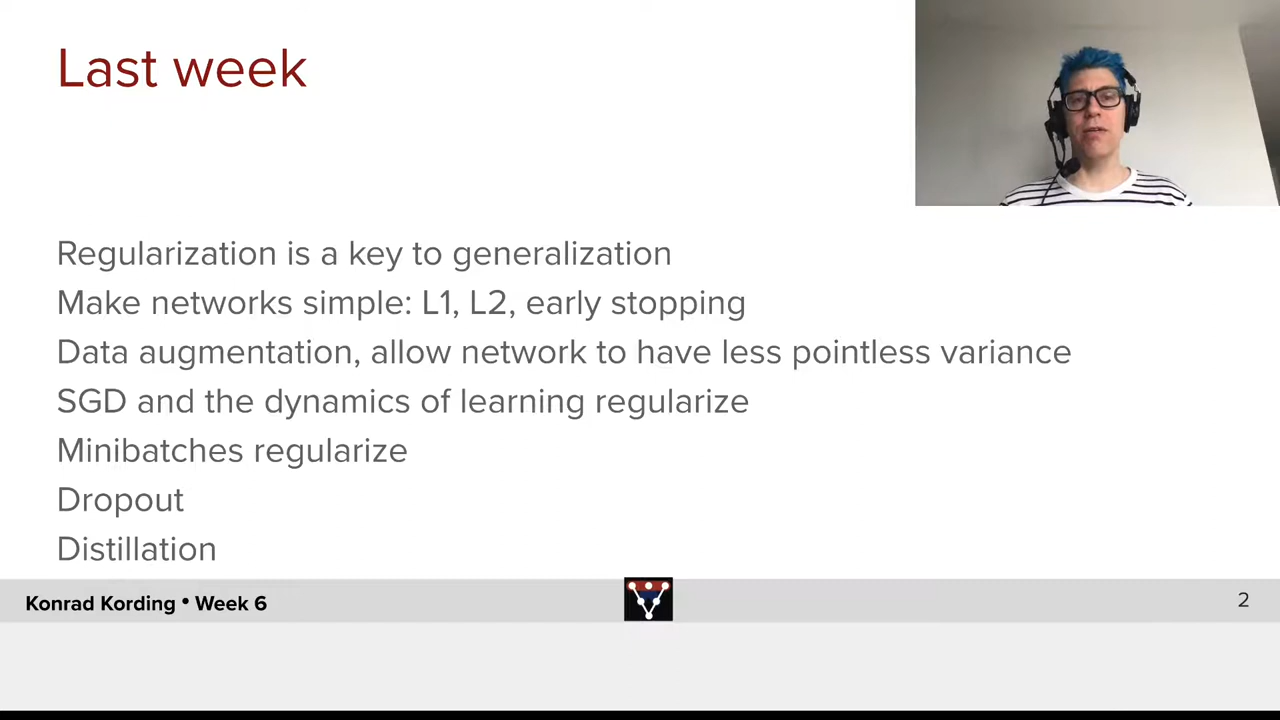 Last week
Regularization is a key to generalization
Make networks simple: L1, L2, early stopping
Data augmentation, allow network to have less pointless variance
SGD and the dynamics of learning regularize
Minibatches regularize
Dropout
Distillation
Konrad Kording • Week 6
2